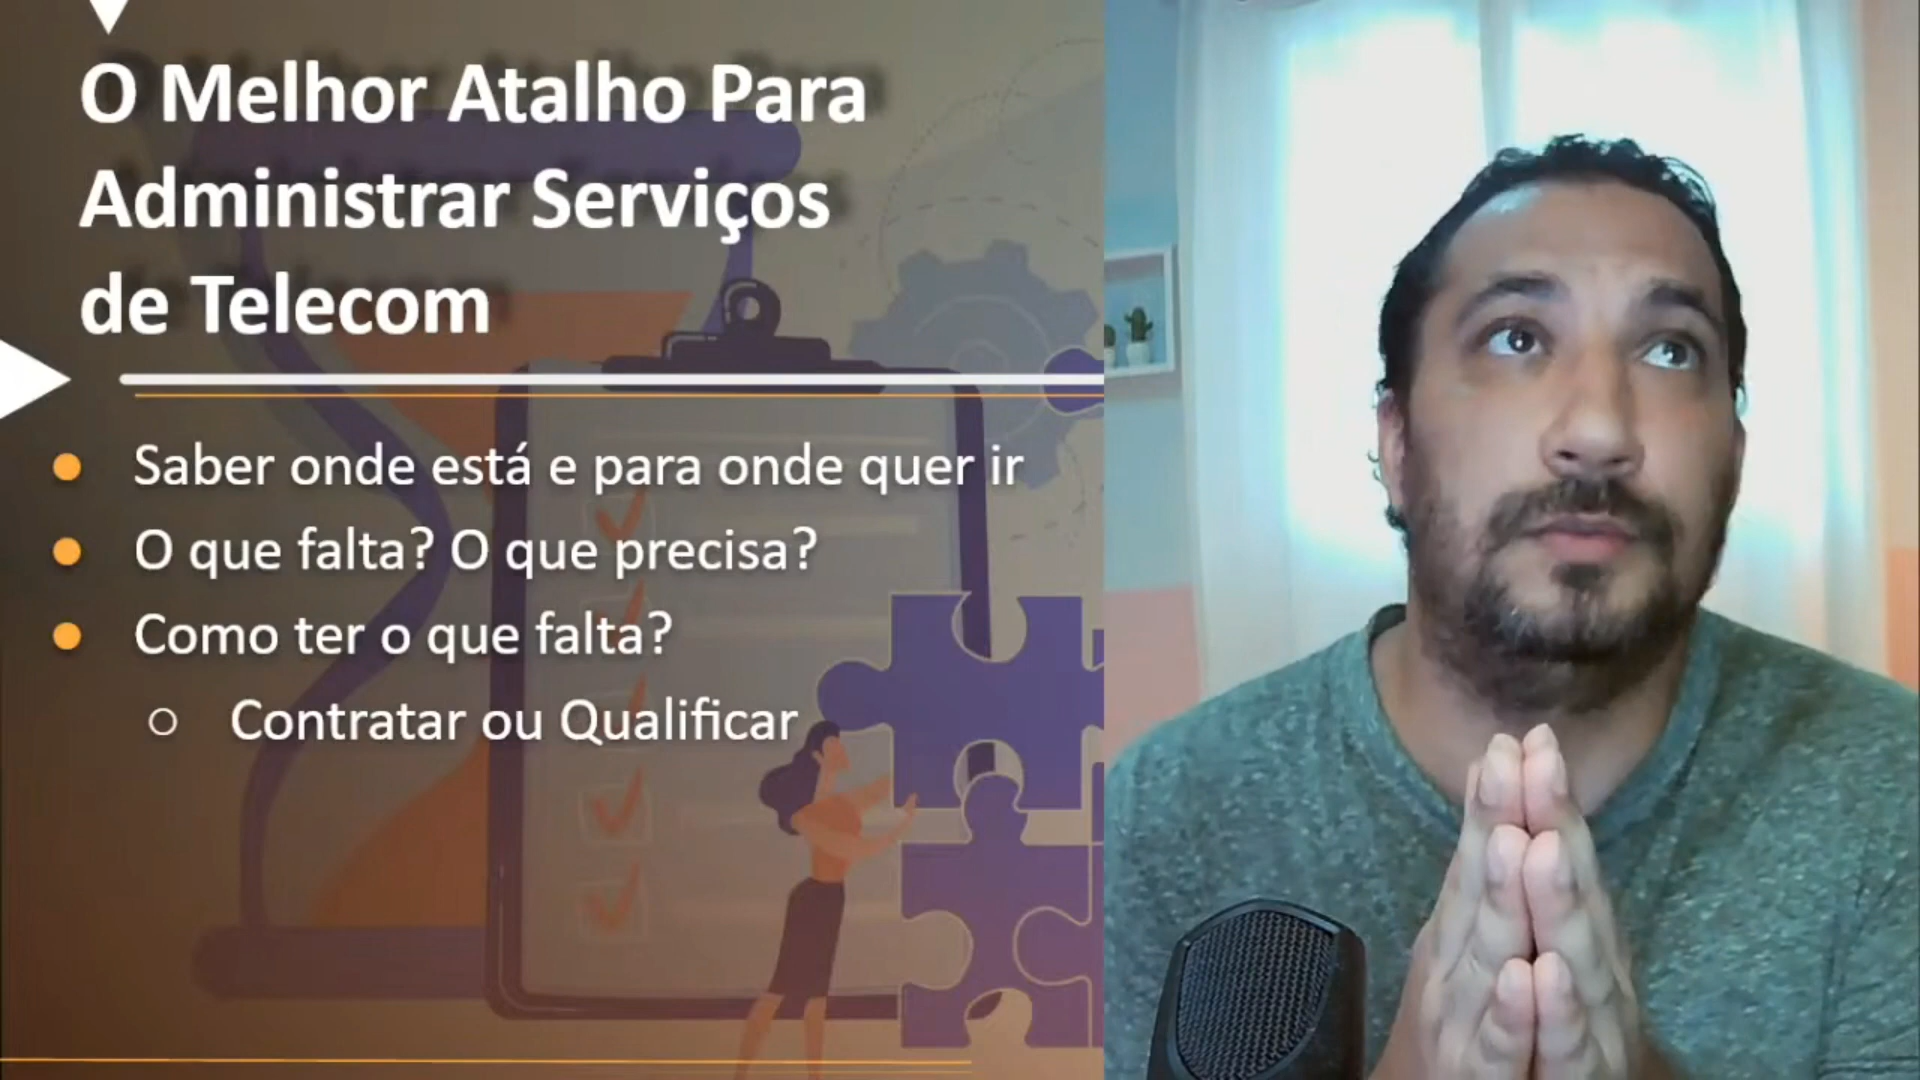 O Melhor Atalho Para
Administrar Serviços
de Telecom
Saber onde está e para onde quer ir
O que falta? O que precisa?
Como ter o que falta?
Contratar ou Qualificar